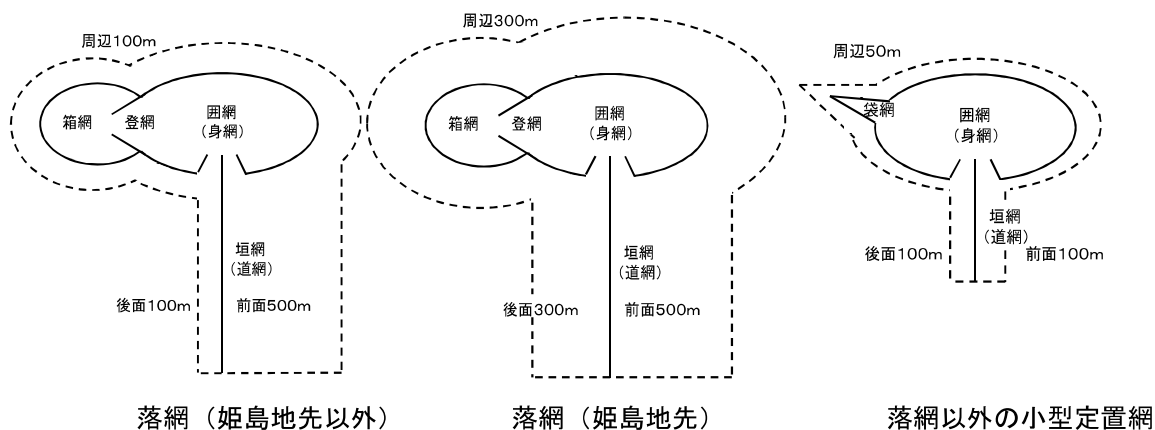 周辺100m
箱網
登網
囲網
（身網）
垣網
（道網）
後面100m
前面500m
落網（姫島地先以外）
周辺300m
箱網
登網
囲網
（身網）
垣網
（道網）
後面300m
前面500m
落網（姫島地先）
周辺50m
袋網
囲網
（身網）
垣網
（道網）
後面100m
前面100m
落網以外の小型定置網